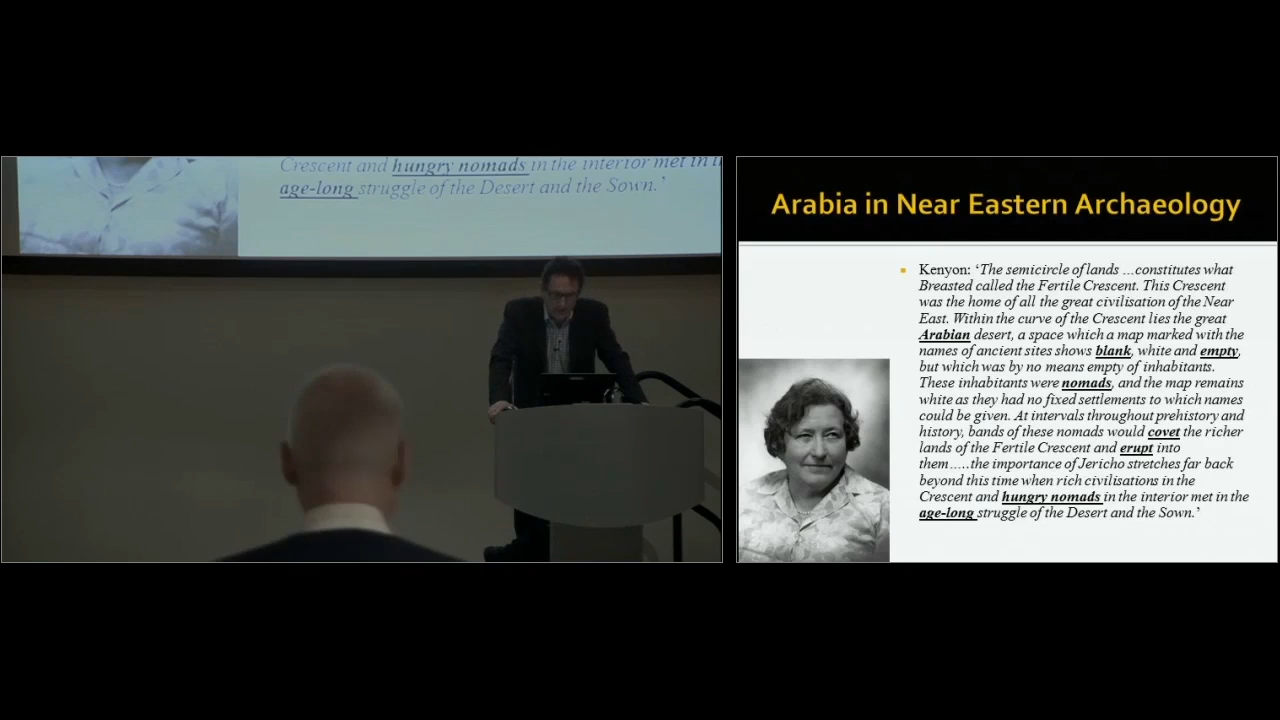 Crescent and hungry nomads in the interior met in
age-long struggle of the Desert and the Sown.’
Arabia in Near Eastern Archaeology
Kenyon: ‘The semicircle of lands …constitutes what
Breasted called the Fertile Crescent. This Crescent
was the home of all the great civilisation of the Near
East. Within the curve of the Crescent lies the great
Arabian desert, a space which a map marked with the
names of ancient sites shows blank, white and empty,
but which was by no means empty of inhabitants.
These inhabitants were nomads, and the map remains
white as they had no fixed settlements to which names
could be given. At intervals throughout prehistory and
history, bands of these nomads would covet the richer
lands of the Fertile Crescent and erupt into
them…..the importance of Jericho stretches far back
beyond this time when rich civilisations in the
Crescent and hungry nomads in the interior met in the
age-long struggle of the Desert and the Sown.’